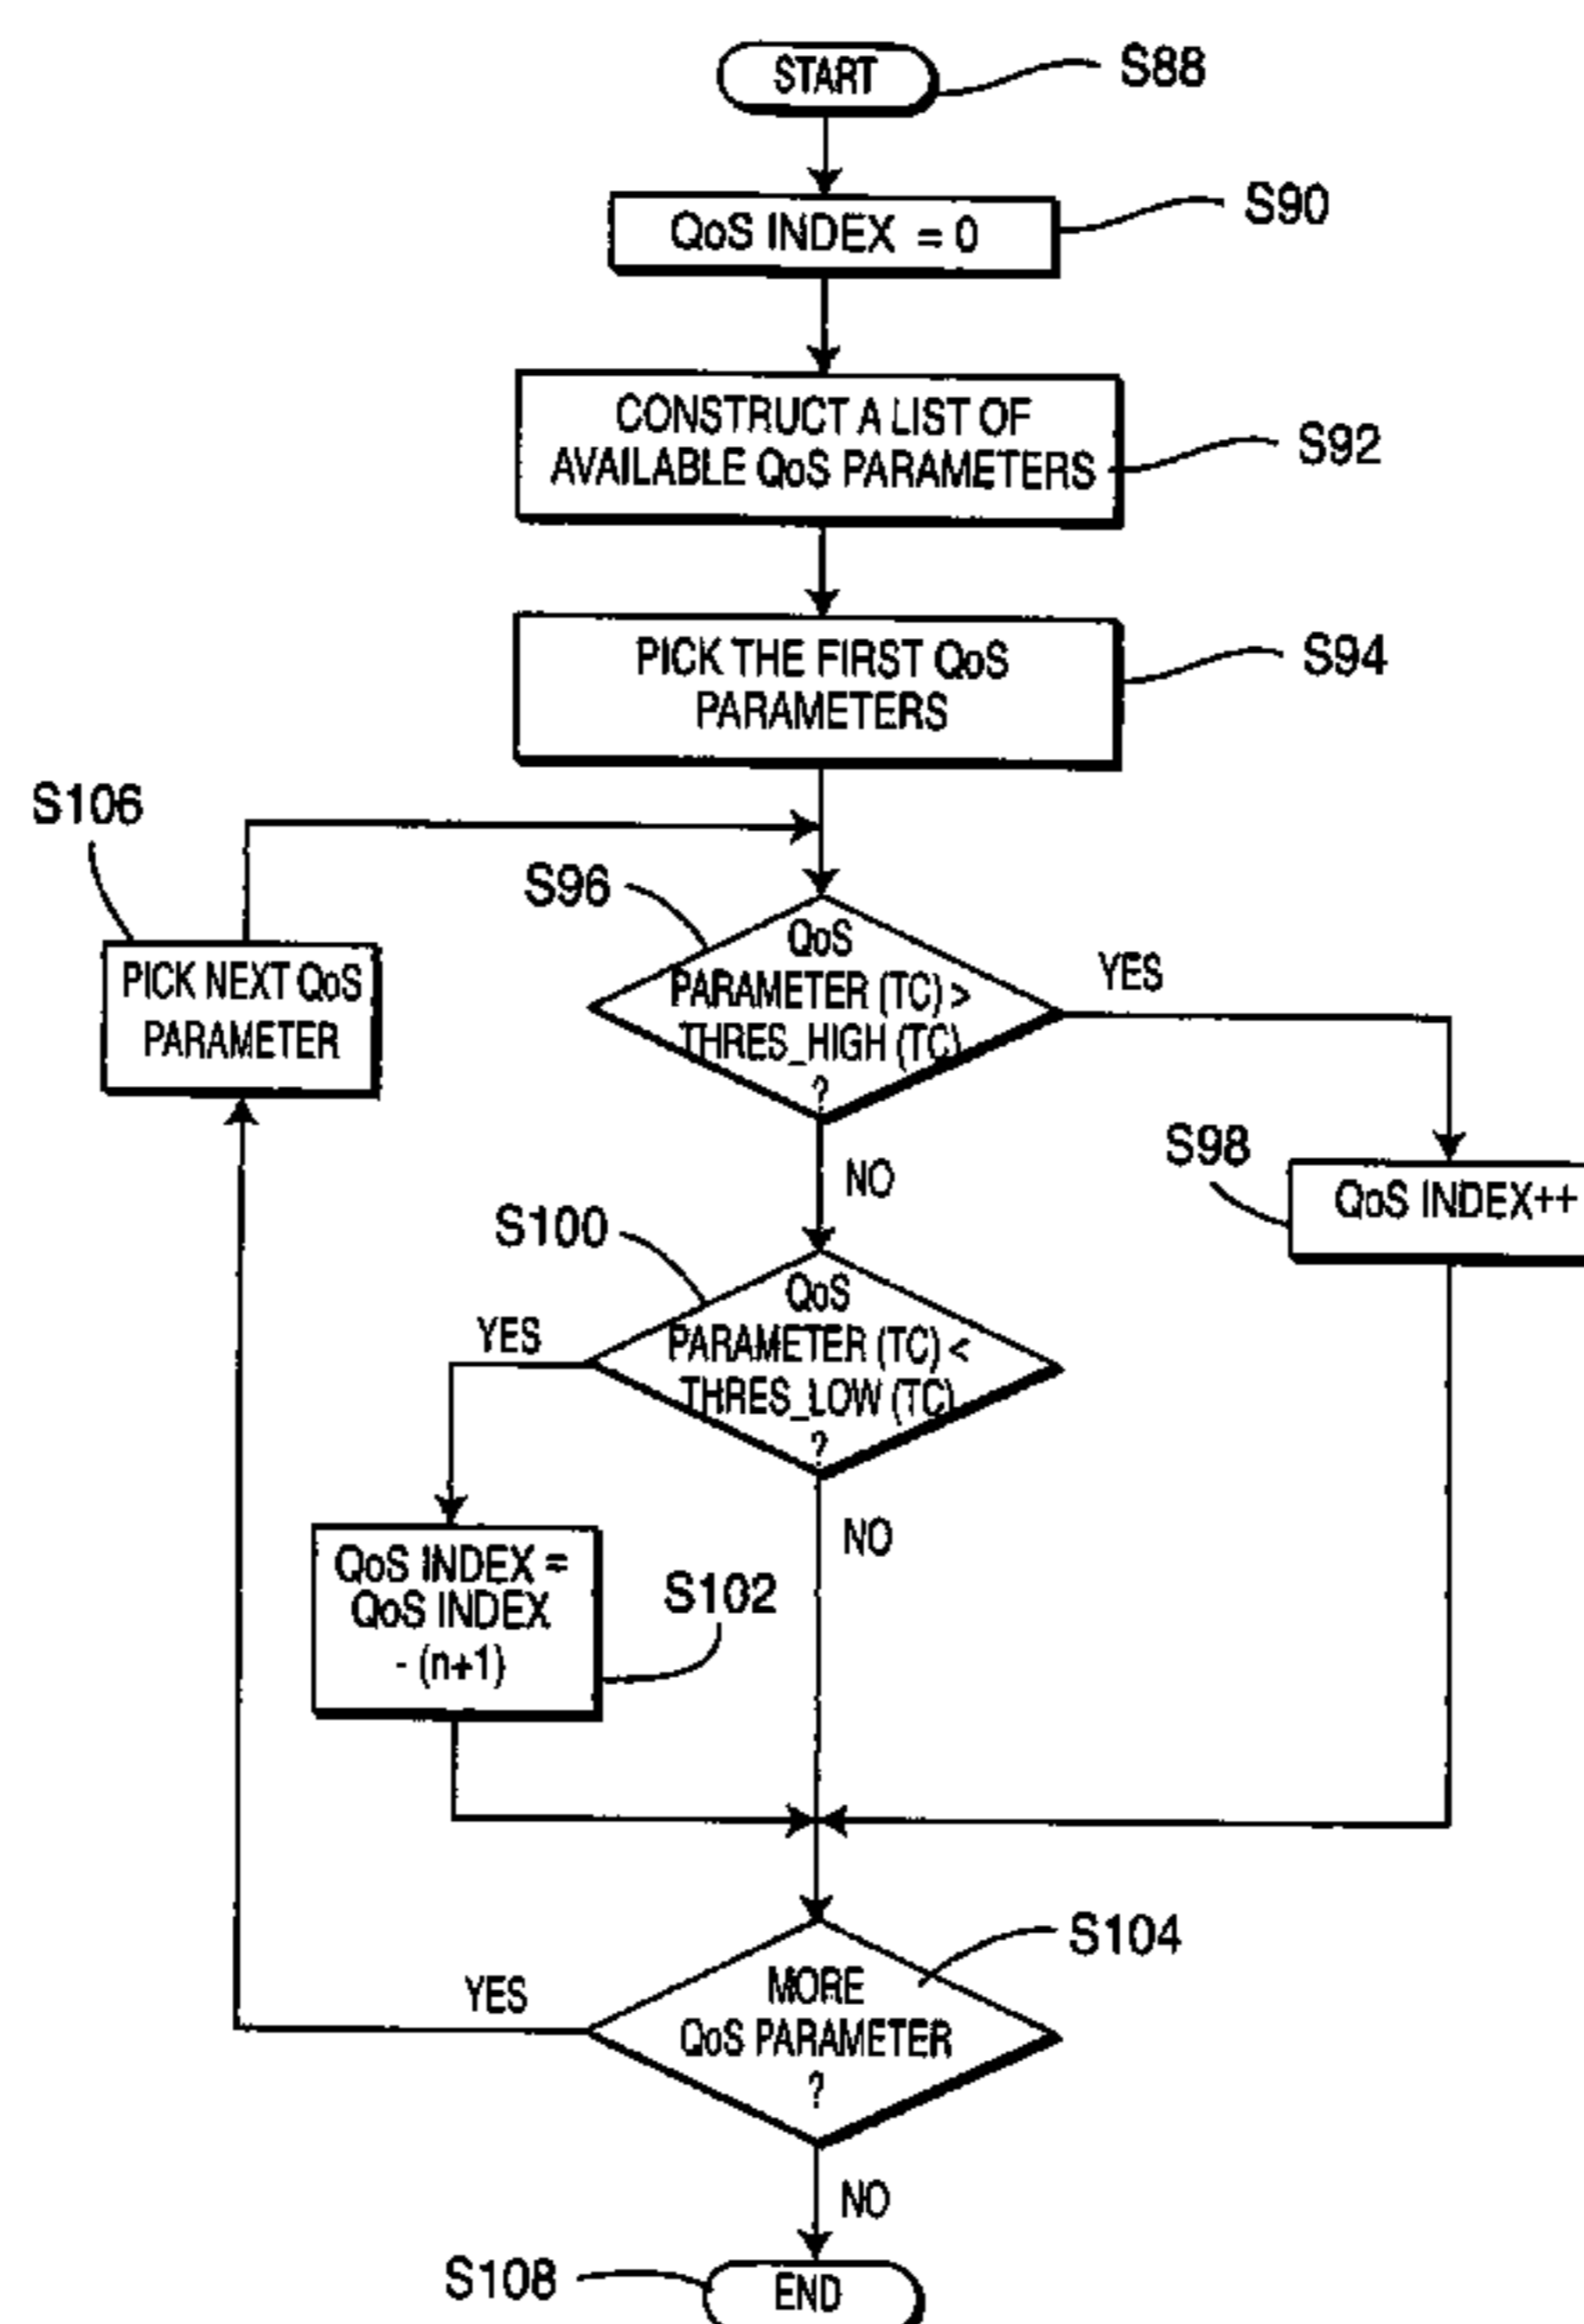 START
S88
QoS INDEX = 0
S90
CONSTRUCT A LIST OF
AVAILABLE QoS PARAMETERS
S92
PICK THE FIRST QoS
PARAMETERS
S94
S106
PICK NEXT QoS
PARAMETER
S96
QoS
PARAMETER (TC) >
THRES_HIGH (TC)
?
YES
NO
S98
QoS INDEX++
S100
QoS
PARAMETER (TC) <
THRES_LOW (TC)
?
YES
NO
QoS INDEX =
QoS INDEX
- (n+1)
S102
S104
MORE
QoS PARAMETER
?
YES
NO
S108
END